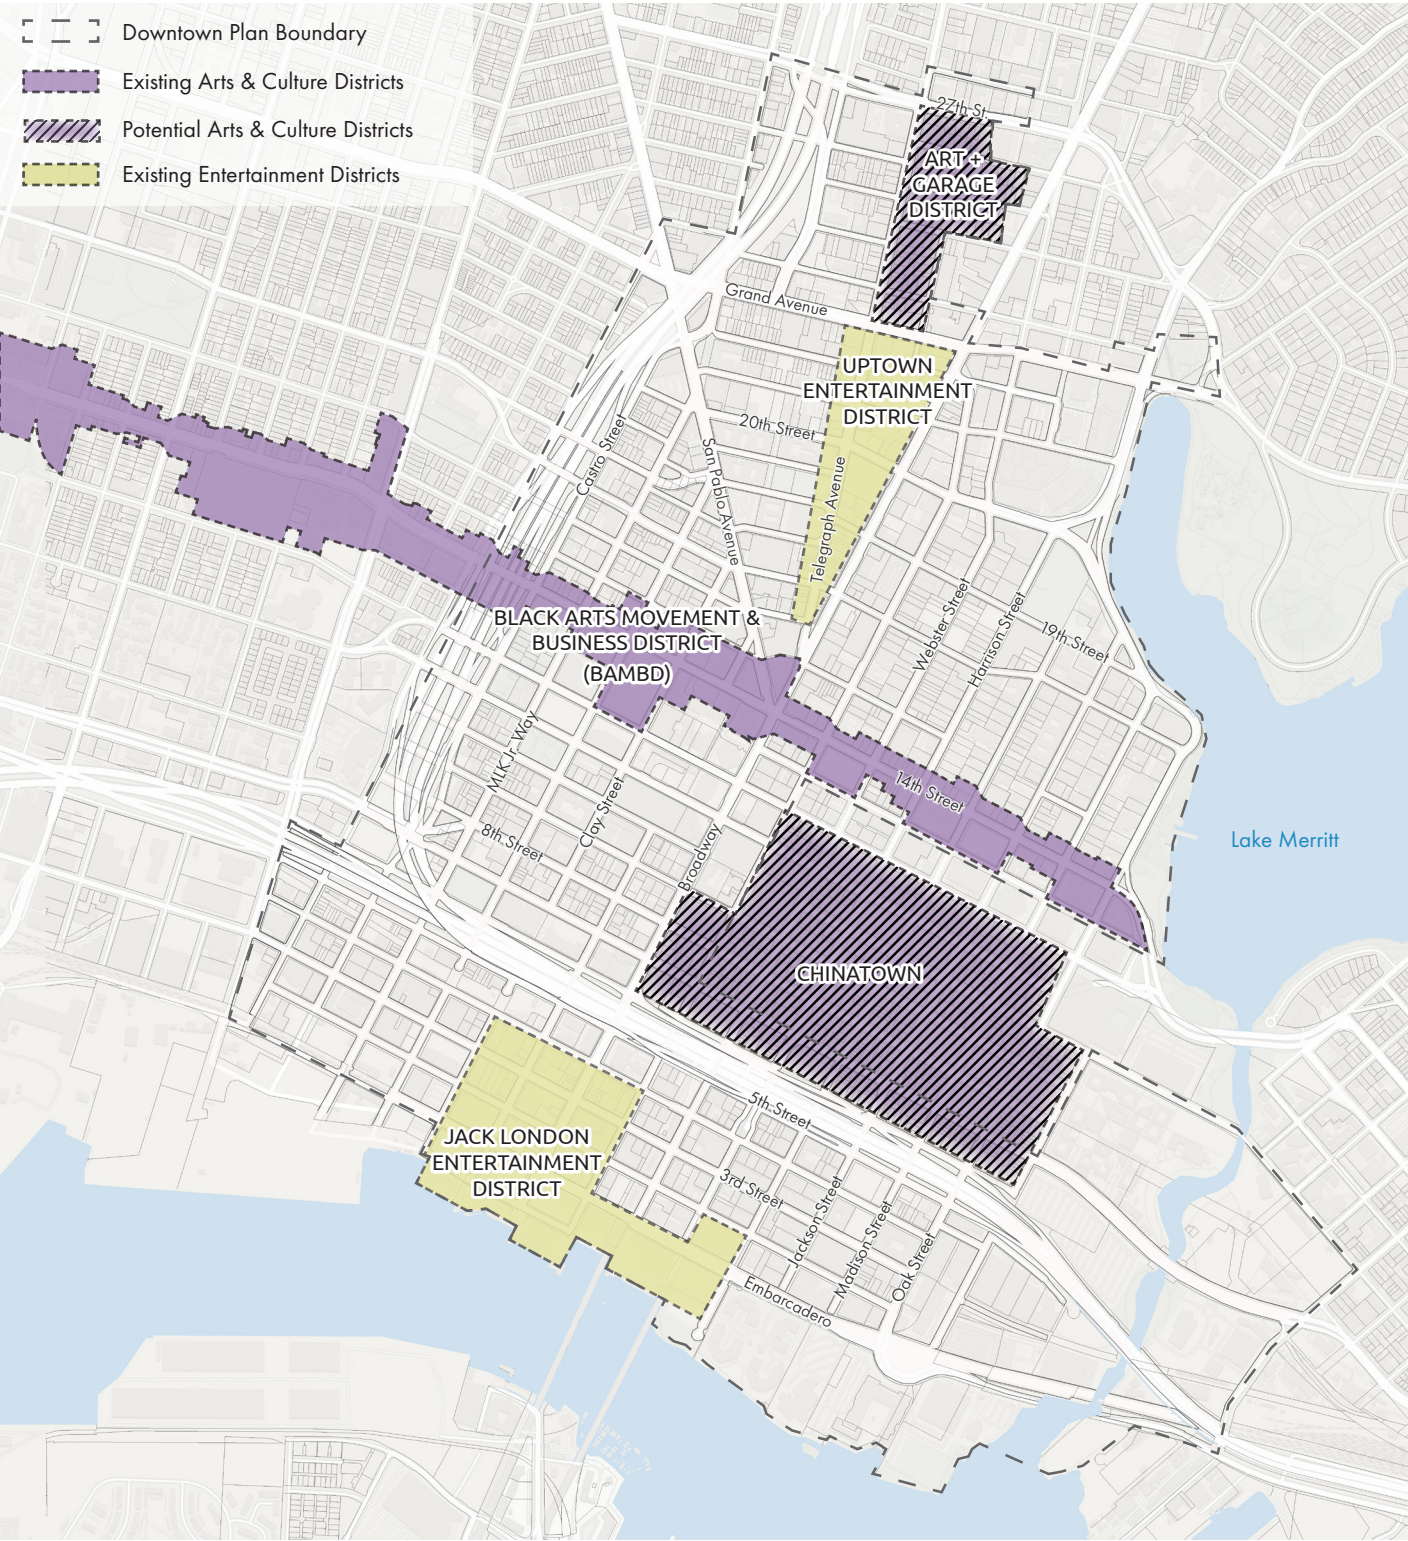 Downtown Plan Boundary
Existing Arts & Culture Districts
Potential Arts & Culture Districts
Existing Entertainment Districts
27th St.
ART +
GARAGE
DISTRICT
Grand Avenue
UPTOWN
ENTERTAINMENT
DISTRICT
20th Street
Castro Street
San Pablo Avenue
Telegraph Avenue
BLACK ARTS MOVEMENT &
BUSINESS DISTRICT
(BAMBD)
Webster Street
Harrison Street
19th Street
MLK Jr. Way
Clay Street
8th Street
Broadway
14th Street
Lake Merritt
CHINATOWN
5th Street
JACK LONDON
ENTERTAINMENT
DISTRICT
3rd Street
Jackson Street
Madison Street
Oak Street
Embarcadero